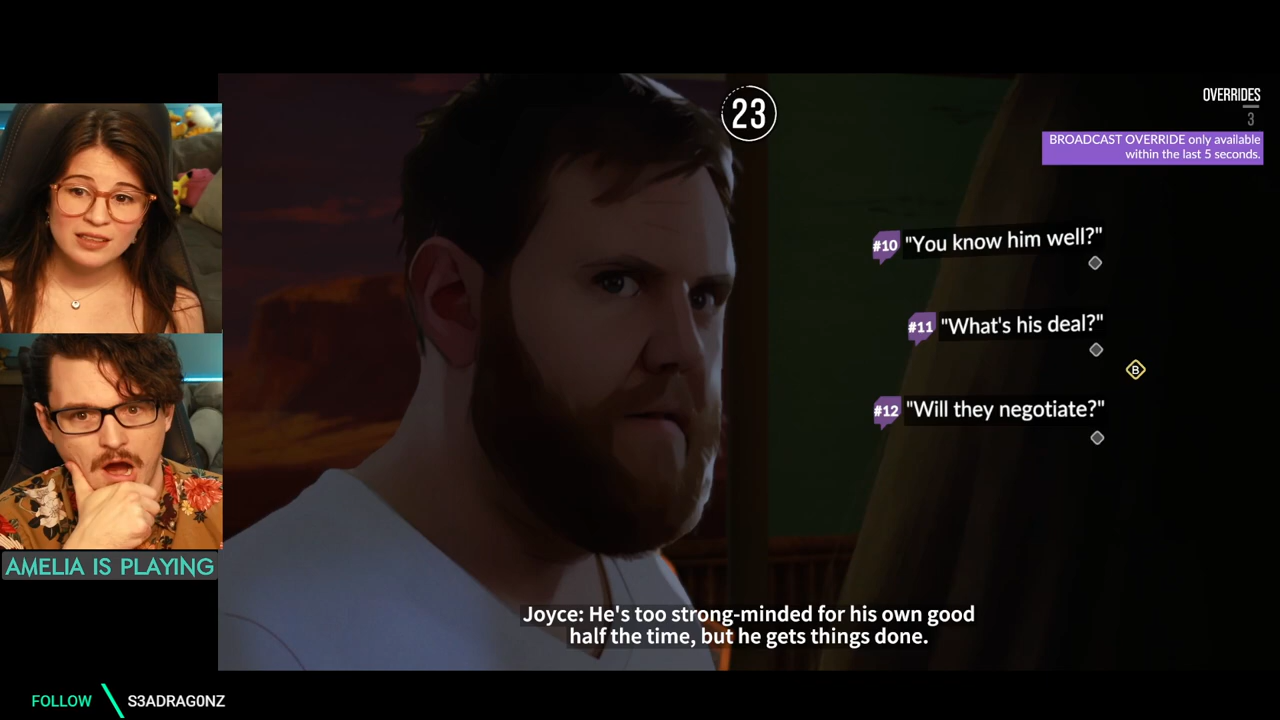 23
OVERRIDES
3
BROADCAST OVERRIDE only available
within the last 5 seconds.
#10 "You know him well?"
#11 "What's his deal?"
B
#12 "Will they negotiate?"
AMELIA IS PLAYING
Joyce: He's too strong-minded for his own good
half the time, but he gets things done.
FOLLOW S3ADRAG0NZ